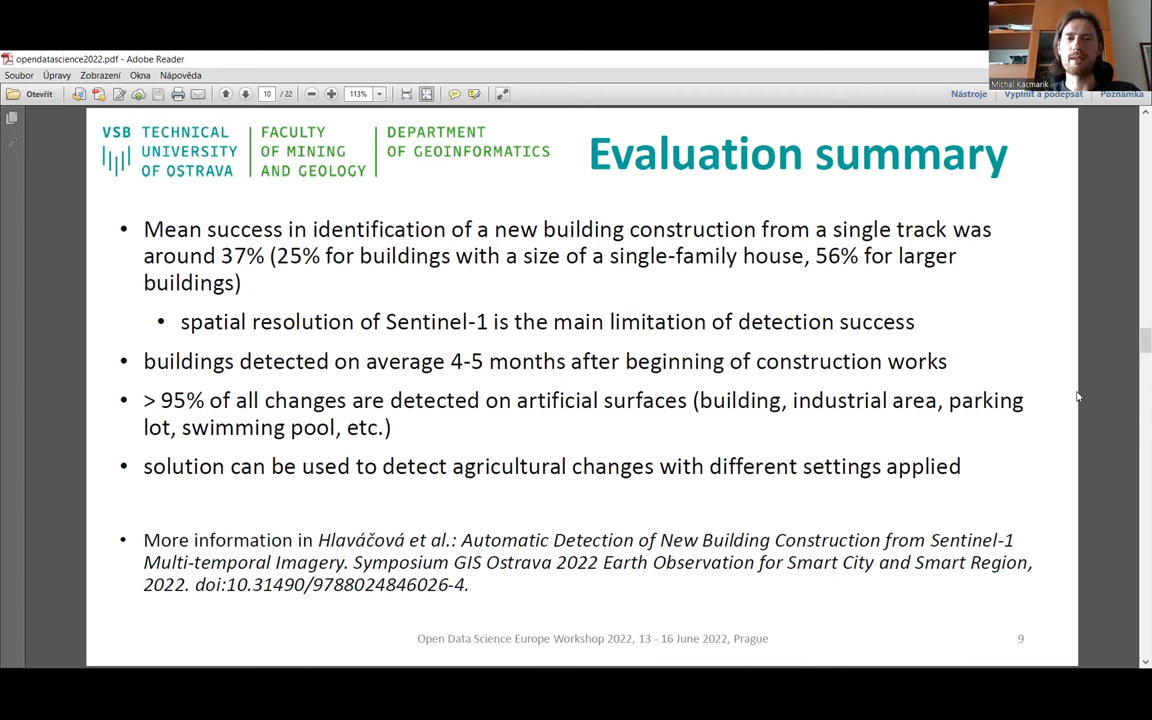 opendatascience2022.pdf - Adobe Reader
Soubor Úpravy Zobrazení Okna Nápověda
Michal Kacmarik
Otevřít 10 / 22 113% Nástroje Vyplnit a podepsat Poznámka
VSB TECHNICAL UNIVERSITY OF OSTRAVA
FACULTY OF MINING AND GEOLOGY
DEPARTMENT OF GEOINFORMATICS
Evaluation summary
• Mean success in identification of a new building construction from a single track was
around 37% (25% for buildings with a size of a single-family house, 56% for larger
buildings)
• spatial resolution of Sentinel-1 is the main limitation of detection success
• buildings detected on average 4-5 months after beginning of construction works
• > 95% of all changes are detected on artificial surfaces (building, industrial area, parking
lot, swimming pool, etc.)
• solution can be used to detect agricultural changes with different settings applied
• More information in Hlaváčová et al.: Automatic Detection of New Building Construction from Sentinel-1
Multi-temporal Imagery. Symposium GIS Ostrava 2022 Earth Observation for Smart City and Smart Region,
2022. doi:10.31490/9788024846026-4.
Open Data Science Europe Workshop 2022, 13 - 16 June 2022, Prague
9